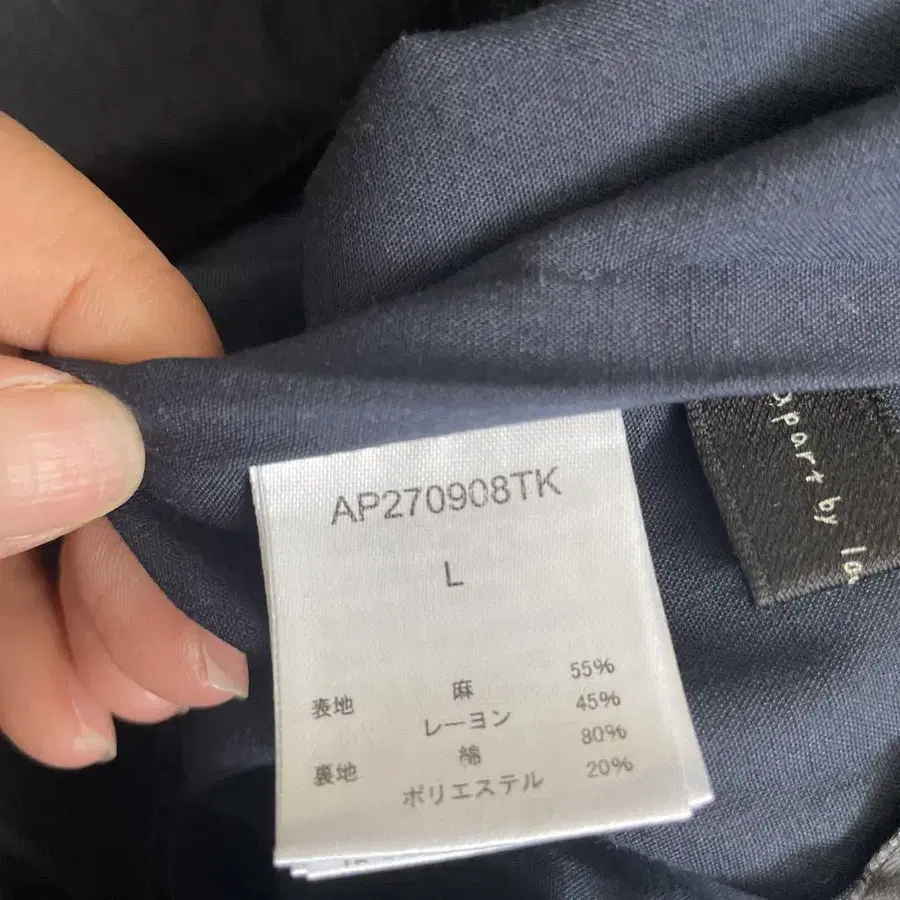 AP270908TK
L
表地 麻 55%
レーヨン 45%
裏地 綿 80%
ポリエステル 20%
apart by